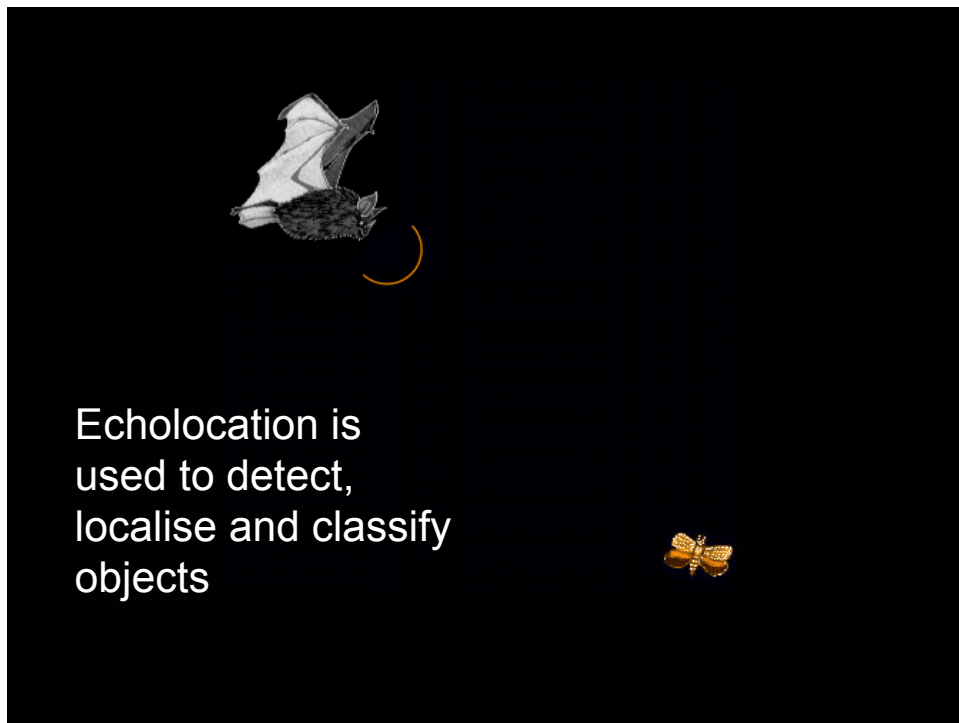 Echolocation is
used to detect,
localise and classify
objects